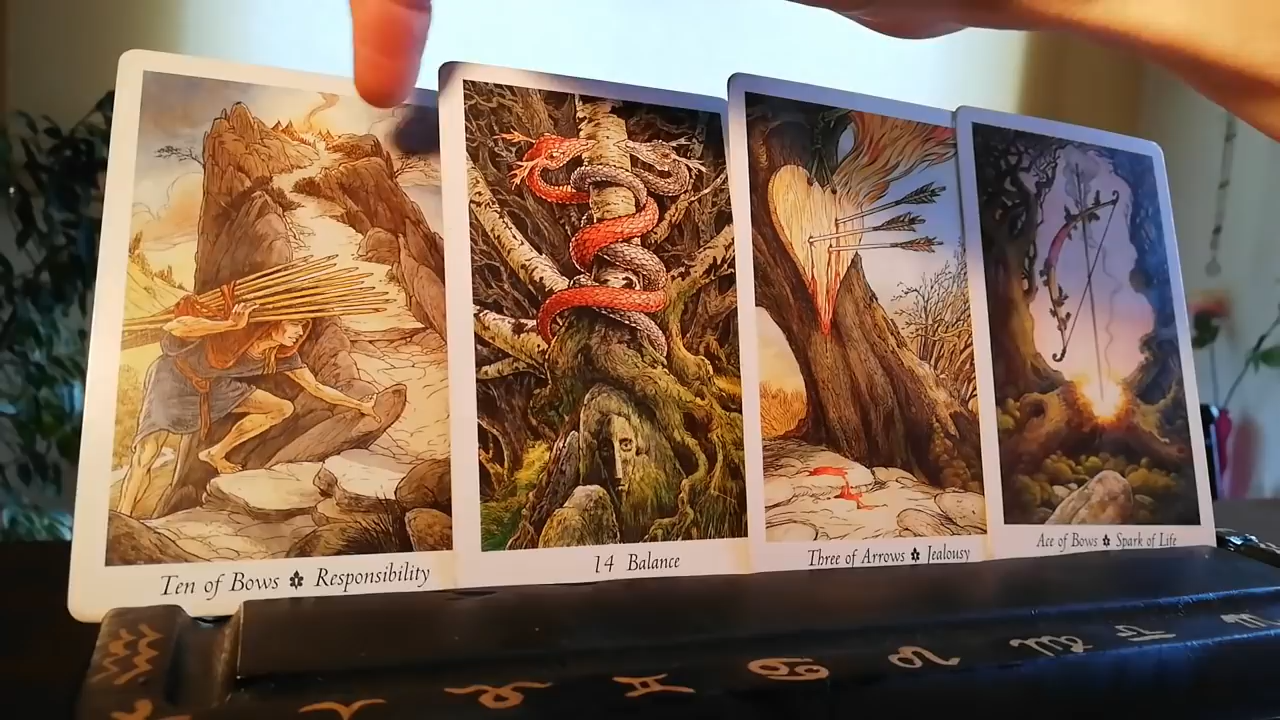 Ten of Bows Responsibility
14 Balance
Three of Arrows Jealousy
Ace of Bows Spark of Life